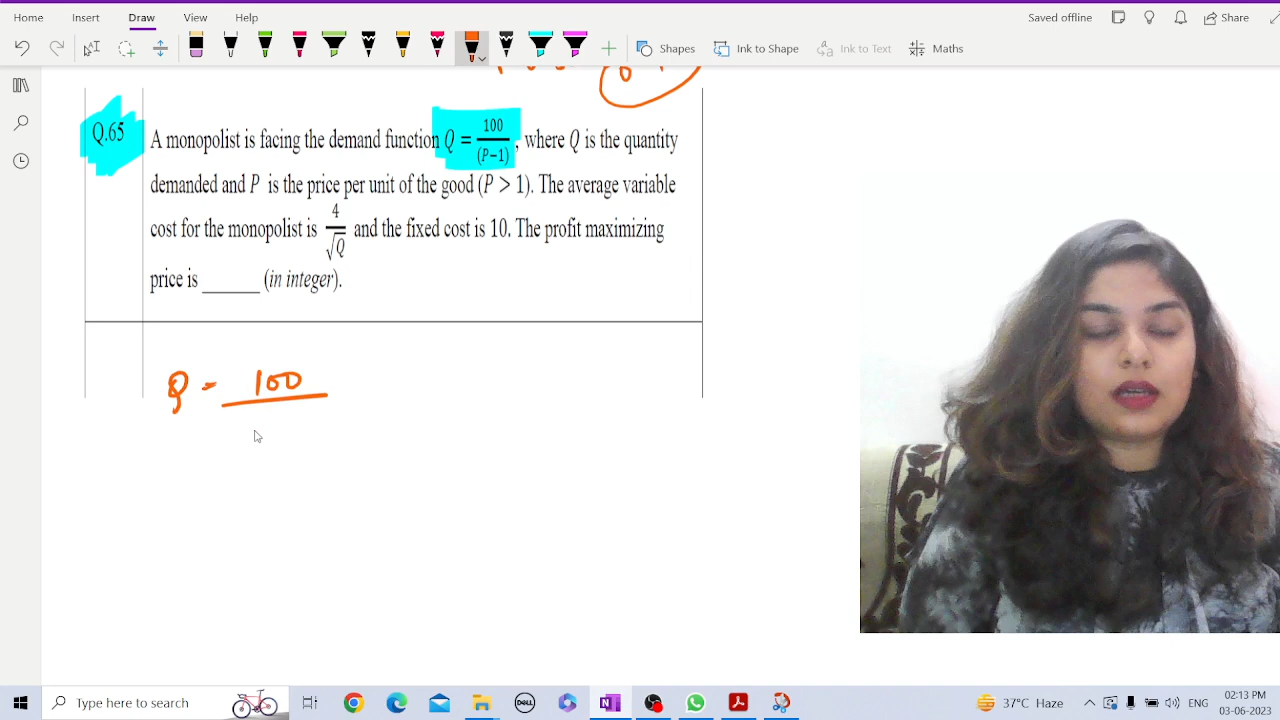 Home Insert Draw View Help Saved offline Share
Shapes Ink to Shape Ink to Text Maths
Q.65
A monopolist is facing the demand function Q = 100/(P−1), where Q is the quantity
demanded and P is the price per unit of the good (P > 1). The average variable
cost for the monopolist is 4/√Q and the fixed cost is 10. The profit maximizing
price is ______ (in integer).
Q = 100
Type here to search 37°C Haze ENG 02:13 PM
03-06-2023